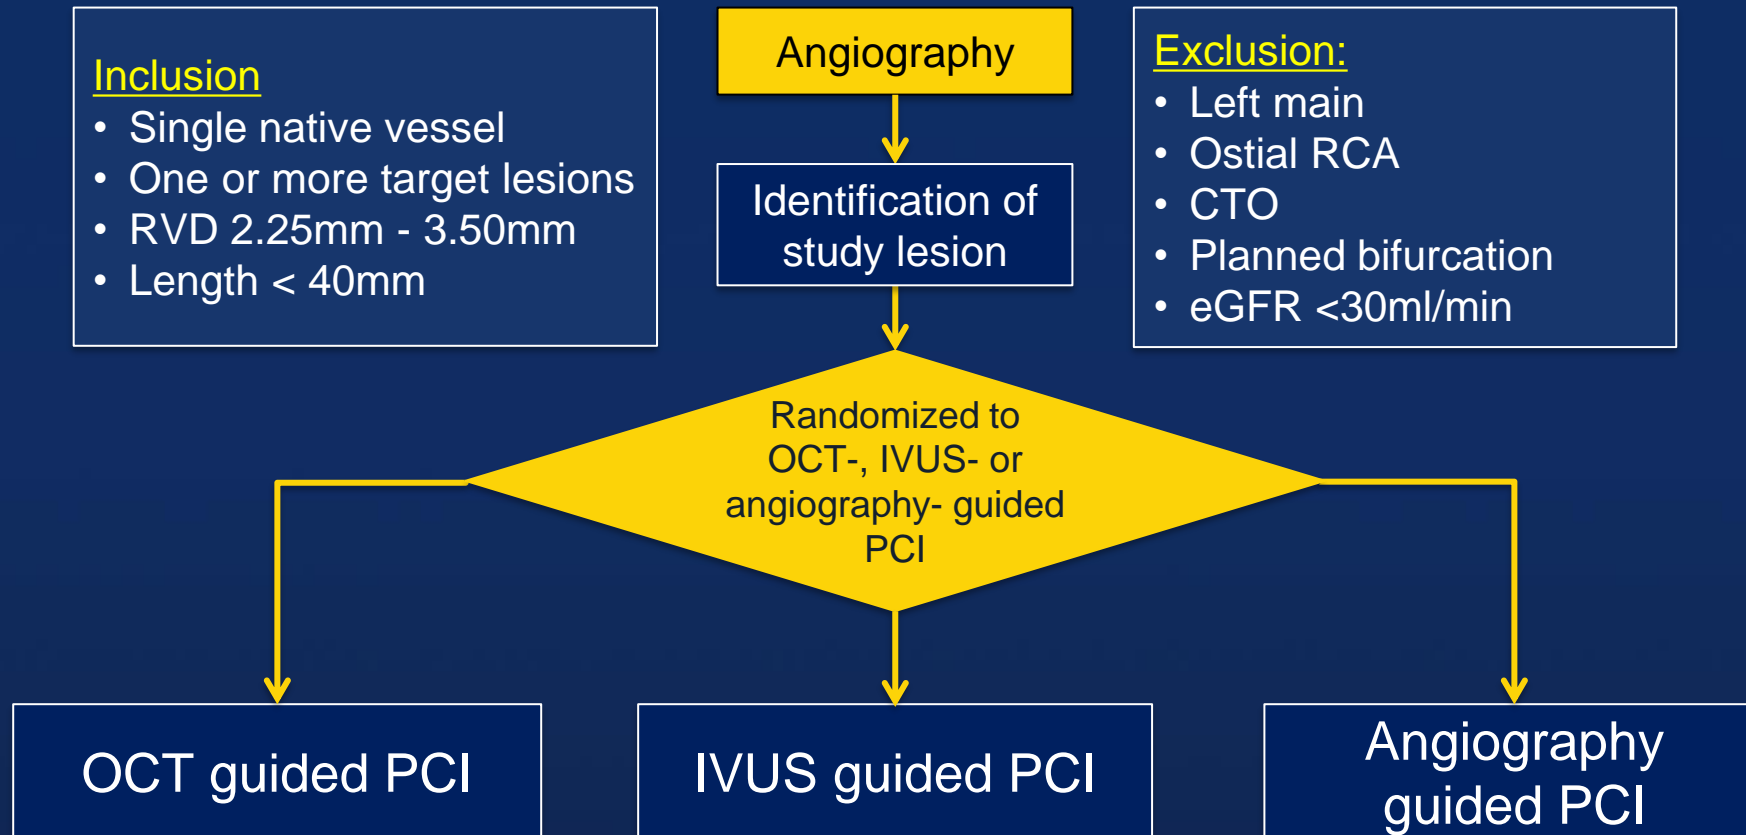 Inclusion
• Single native vessel
• One or more target lesions
• RVD 2.25mm - 3.50mm
• Length < 40mm
Angiography
Identification of
study lesion
Exclusion:
• Left main
• Ostial RCA
• CTO
• Planned bifurcation
• eGFR <30ml/min
Randomized to
OCT-, IVUS- or
angiography- guided
PCI
OCT guided PCI
IVUS guided PCI
Angiography
guided PCI